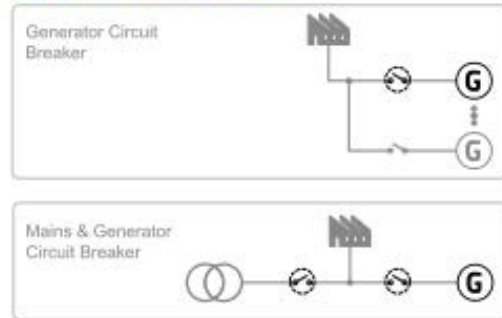 Generator Circuit
Breaker
G
G
Mains & Generator
Circuit Breaker
G